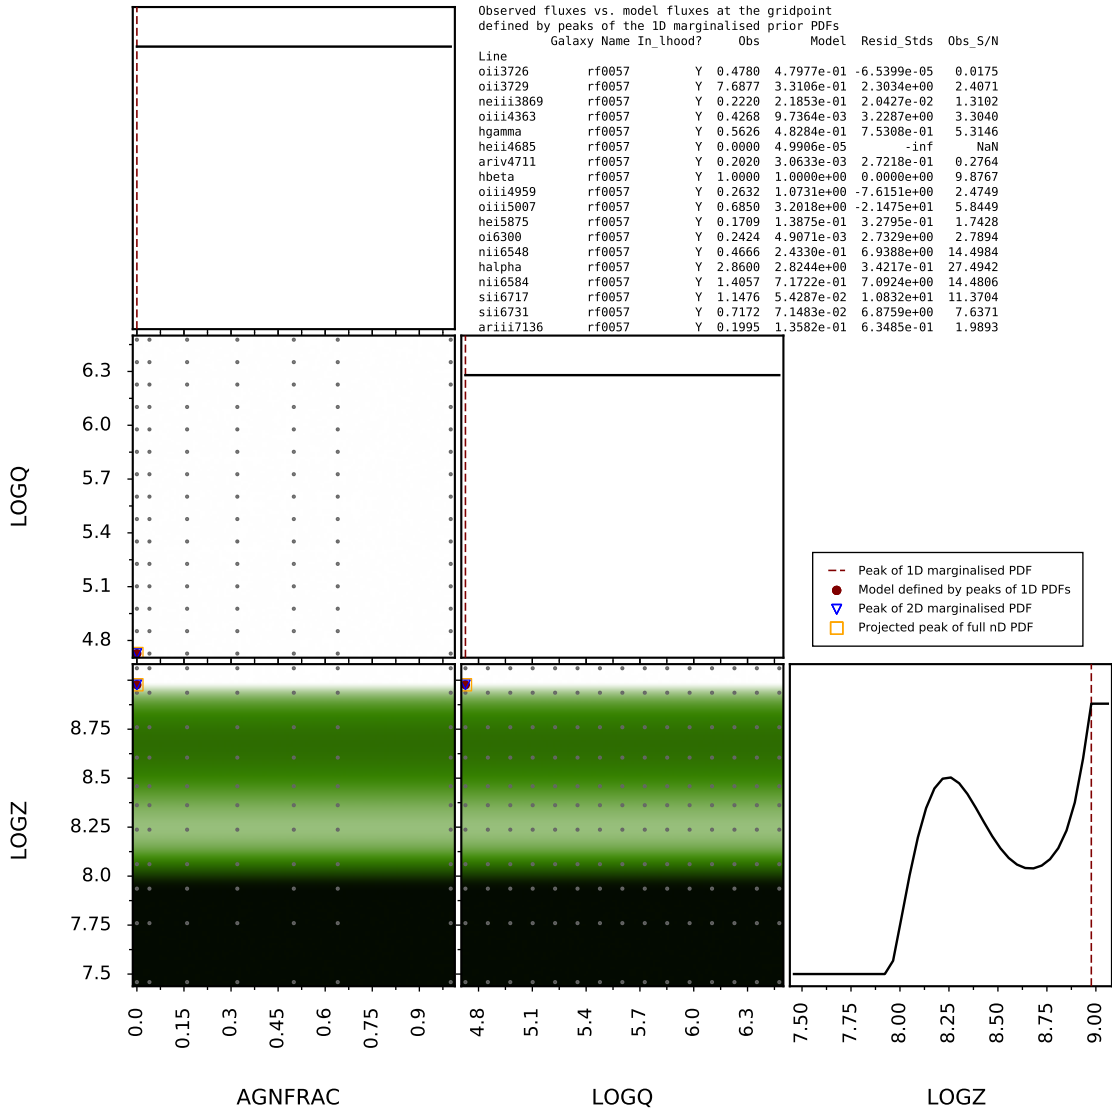 Observed fluxes vs. model fluxes at the gridpoint
defined by peaks of the 1D marginalised prior PDFs
Galaxy Name In_lhood? Obs Model Resid_Stds Obs_S/N
Line
oii3726 rf0057 Y 0.4780 4.7977e-01 -6.5399e-05 0.0175
oii3729 rf0057 Y 7.6877 3.3106e-01 2.3034e+00 2.4071
neiii3869 rf0057 Y 0.2220 2.1853e-01 2.0427e-02 1.3102
oiii4363 rf0057 Y 0.4268 9.7364e-03 3.2287e+00 3.3040
hgamma rf0057 Y 0.5626 4.8284e-01 7.5308e-01 5.3146
heii4685 rf0057 Y 0.0000 4.9906e-05 -inf NaN
ariv4711 rf0057 Y 0.2020 3.0633e-03 2.7218e-01 0.2764
hbeta rf0057 Y 1.0000 1.0000e+00 0.0000e+00 9.8767
oiii4959 rf0057 Y 0.2632 1.0731e+00 -7.6151e+00 2.4749
oiii5007 rf0057 Y 0.6850 3.2018e+00 -2.1475e+01 5.8449
hei5875 rf0057 Y 0.1709 1.3875e-01 3.2795e-01 1.7428
oi6300 rf0057 Y 0.2424 4.9071e-03 2.7329e+00 2.7894
nii6548 rf0057 Y 0.4666 2.4330e-01 6.9388e+00 14.4984
halpha rf0057 Y 2.8600 2.8244e+00 3.4217e-01 27.4942
nii6584 rf0057 Y 1.4057 7.1722e-01 7.0924e+00 14.4806
sii6717 rf0057 Y 1.1476 5.4287e-02 1.0832e+01 11.3704
sii6731 rf0057 Y 0.7172 7.1483e-02 6.8759e+00 7.6371
ariii7136 rf0057 Y 0.1995 1.3582e-01 6.3485e-01 1.9893
LOGQ
6.3
6.0
5.7
5.4
5.1
4.8
Peak of 1D marginalised PDF
Model defined by peaks of 1D PDFs
Peak of 2D marginalised PDF
Projected peak of full nD PDF
LOGZ
8.75
8.5
8.25
8.0
7.75
7.5
0.0 0.15 0.3 0.45 0.6 0.75 0.9
4.8 5.1 5.4 5.7 6.0 6.3
7.50 7.75 8.00 8.25 8.50 8.75 9.00
AGNFRAC LOGQ LOGZ